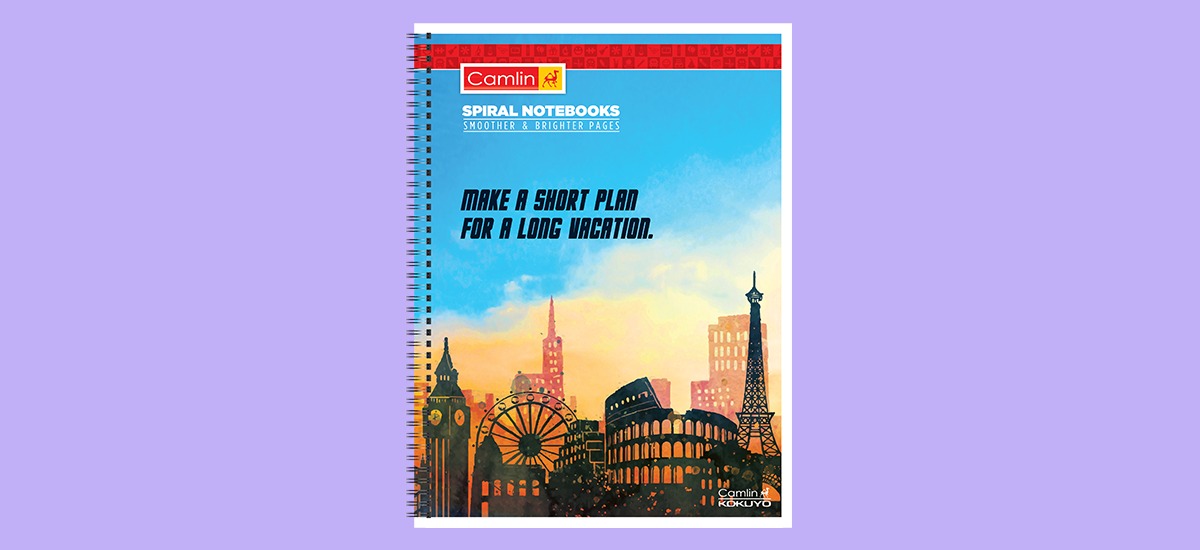 Camlin
SPIRAL NOTEBOOKS
SMOOTHER & BRIGHTER PAGES
MAKE A SHORT PLAN
FOR A LONG VACATION.
Camlin
KOKUYO